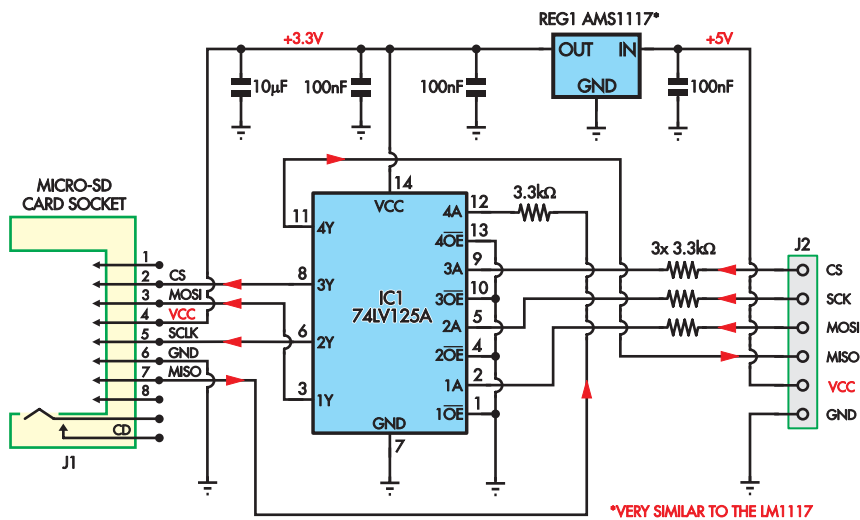 REG1 AMS1117*
+3.3V
OUT IN
+5V
GND
10µF
100nF
100nF
100nF
MICRO-SD
CARD SOCKET
14
VCC
11
4Y
4A
12
3.3kΩ
4OE
13
8
3Y
3A
9
3x 3.3kΩ
IC1
74LV125A
3OE
10
6
2Y
2A
5
2OE
4
3
1Y
1A
2
1OE
1
GND
7
1
2
CS
3
MOSI
4
VCC
5
SCLK
6
GND
7
MISO
8
CD
J1
J2
CS
SCK
MOSI
MISO
VCC
GND
*VERY SIMILAR TO THE LM1117